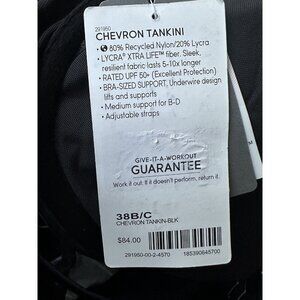 291950
CHEVRON TANKINI
• 80% Recycled Nylon/20% Lycra
• LYCRA® XTRA LIFE™ fiber. Sleek,
resilient fabric lasts 5-10x longer
• RATED UPF 50+ (Excellent Protection)
• BRA-SIZED SUPPORT, Underwire design
lifts and supports
• Medium support for B-D
• Adjustable straps
GIVE-IT-A-WORKOUT
GUARANTEE
Work it out. If it doesn't perform, return it.
38B/C
CHEVRON TANKIN-BLK
$84.00
291950-00-2-4570
185390645700